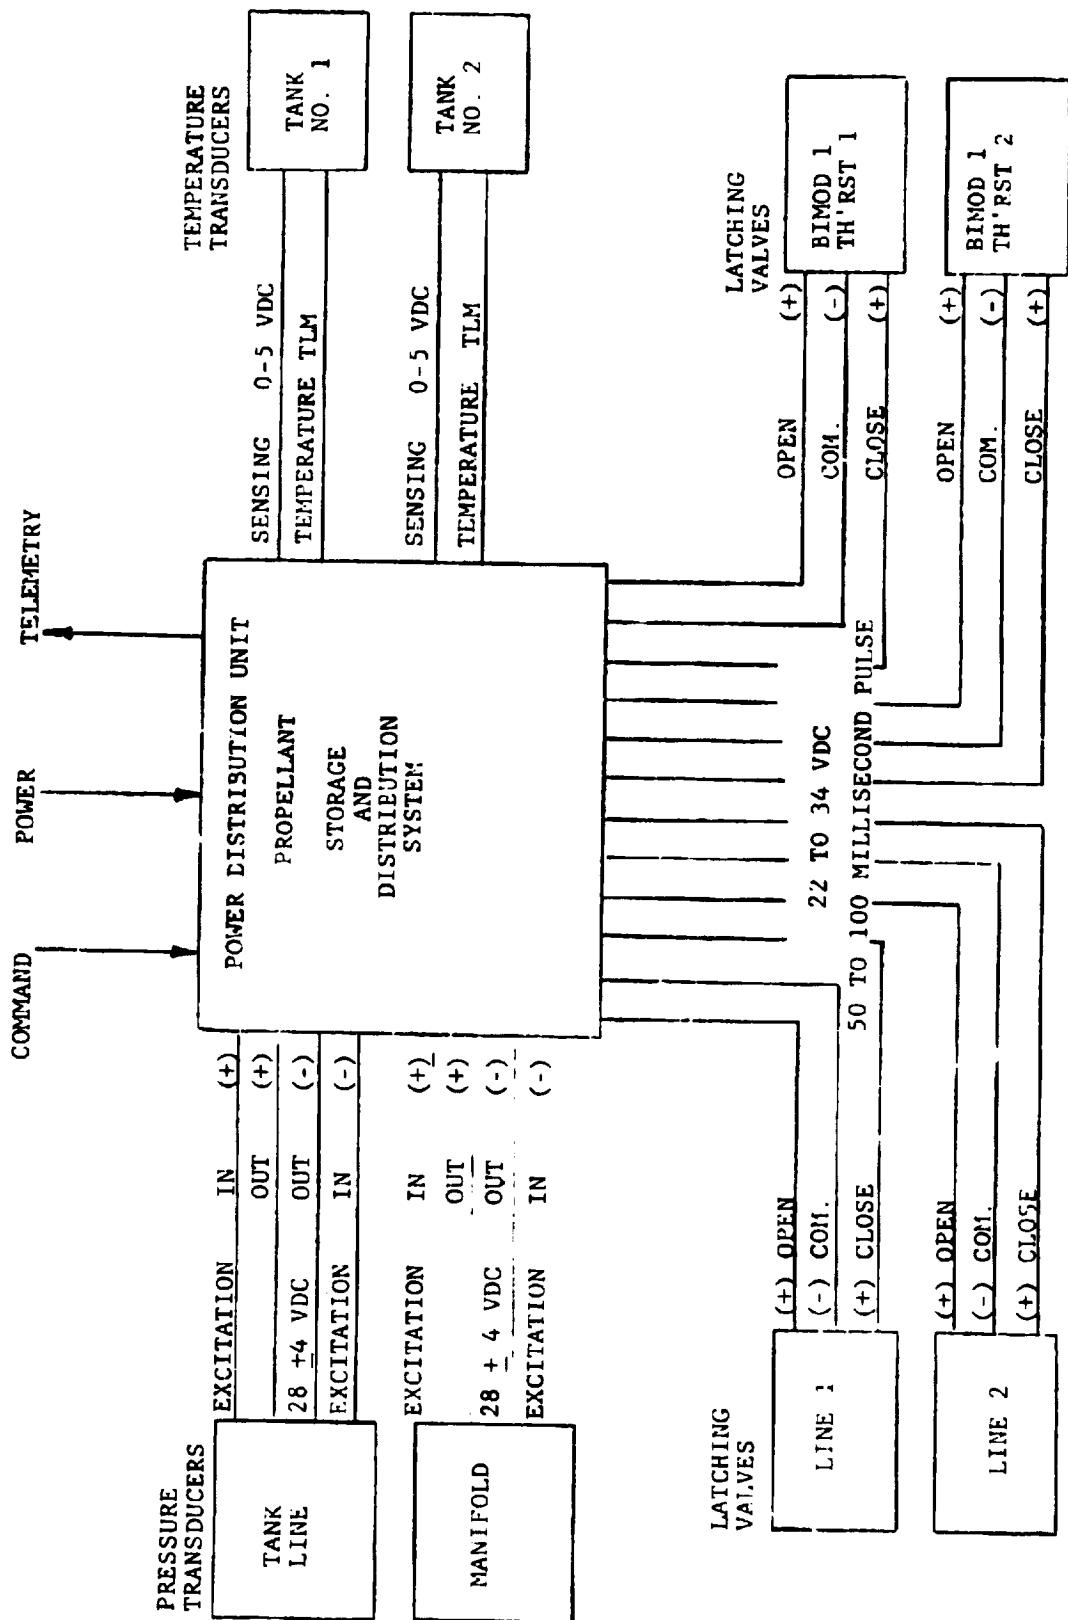 COMMAND
POWER
TELEMETRY
PRESSURE
TRANSDUCERS
TANK
LINE
EXCITATION IN (+)
OUT (+)
28 ±4 VDC OUT (-)
EXCITATION IN (-)
MANIFOLD
EXCITATION IN (+)
OUT (+)
28 ± 4 VDC OUT (-)
EXCITATION IN (-)
POWER DISTRIBUTION UNIT
PROPELLANT
STORAGE
AND
DISTRIBUTION
SYSTEM
TEMPERATURE
TRANSDUCERS
SENSING 0-5 VDC
TEMPERATURE TLM
TANK
NO. 1
SENSING 0-5 VDC
TEMPERATURE TLM
TANK
NO. 2
LATCHING
VALVES
LINE 1
(+) OPEN
(-) COM.
(+) CLOSE
LINE 2
(+) OPEN
(-) COM.
(+) CLOSE
22 TO 34 VDC
50 TO 100 MILLISECOND PULSE
LATCHING
VALVES
OPEN (+)
COM. (-)
CLOSE (+)
BIMOD 1
TH'RST 1
OPEN (+)
COM. (-)
CLOSE (+)
BIMOD 1
TH'RST 2